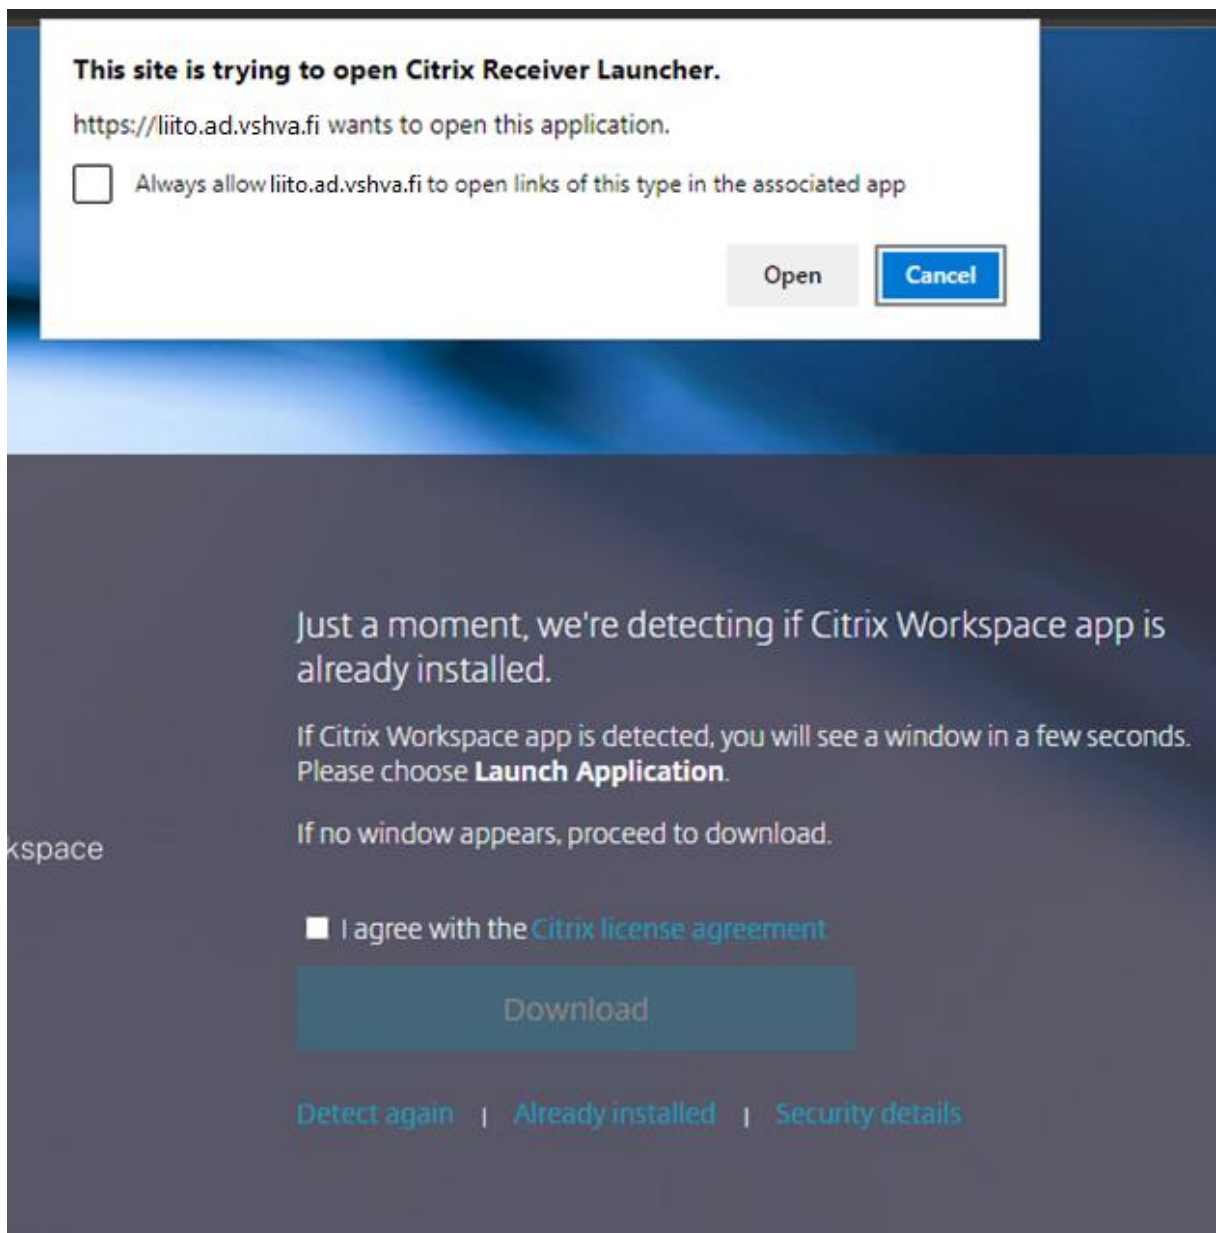 This site is trying to open Citrix Receiver Launcher.
https://liito.ad.vshva.fi wants to open this application.
Always allow liito.ad.vshva.fi to open links of this type in the associated app
Open Cancel
Just a moment, we're detecting if Citrix Workspace app is
already installed.
If Citrix Workspace app is detected, you will see a window in a few seconds.
Please choose Launch Application.
If no window appears, proceed to download.
kspace
I agree with the Citrix license agreement
Download
Detect again | Already installed | Security details